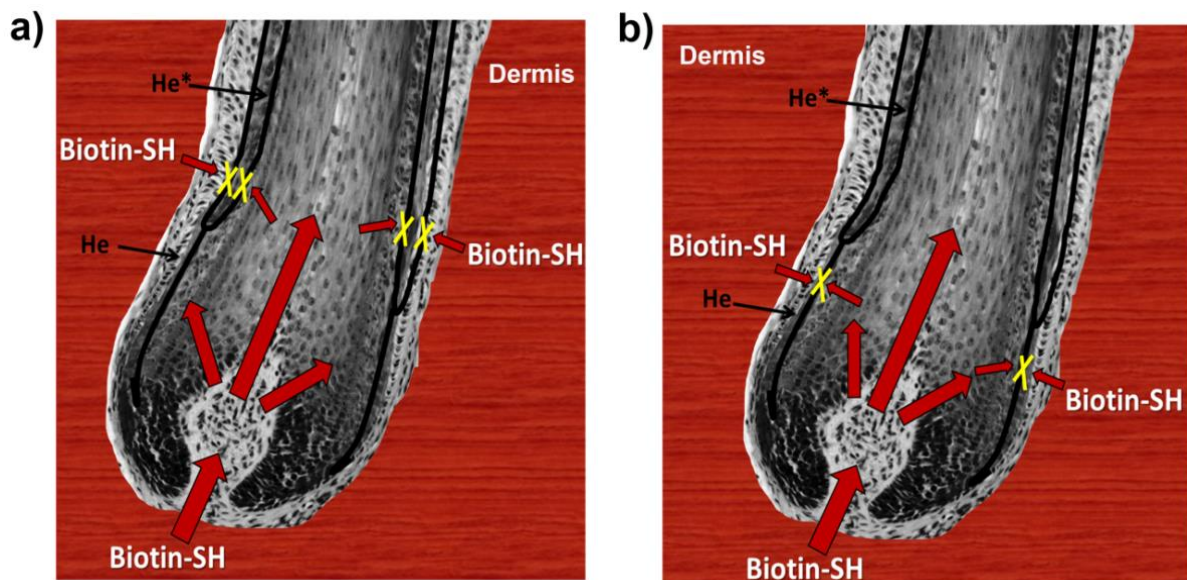 a)
Dermis
He*
Biotin-SH
He
Biotin-SH
Biotin-SH
b)
Dermis
He*
Biotin-SH
He
Biotin-SH
Biotin-SH